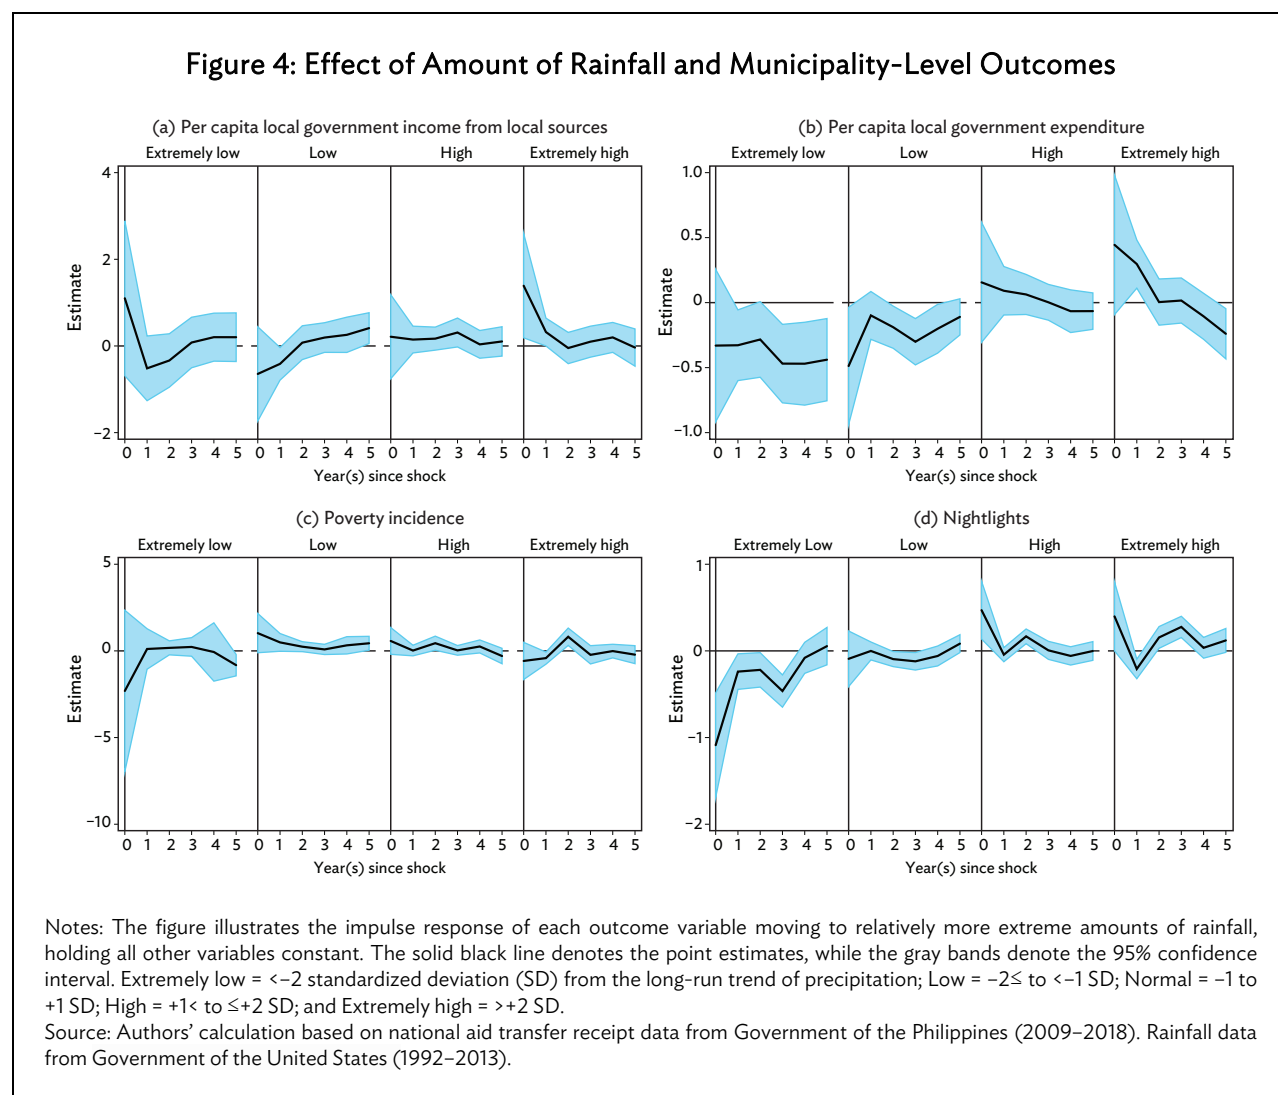 Figure 4: Effect of Amount of Rainfall and Municipality-Level Outcomes
(a) Per capita local government income from local sources
Extremely low Low High Extremely high
4
2
0
−2
Estimate
0 1 2 3 4 5 0 1 2 3 4 5 0 1 2 3 4 5 0 1 2 3 4 5
Year(s) since shock
(b) Per capita local government expenditure
Extremely low Low High Extremely high
1.0
0.5
0
−0.5
−1.0
Estimate
0 1 2 3 4 5 0 1 2 3 4 5 0 1 2 3 4 5 0 1 2 3 4 5
Year(s) since shock
(c) Poverty incidence
Extremely low Low High Extremely high
5
0
−5
−10
Estimate
0 1 2 3 4 5 0 1 2 3 4 5 0 1 2 3 4 5 0 1 2 3 4 5
Year(s) since shock
(d) Nightlights
Extremely Low Low High Extremely high
1
0
−1
−2
Estimate
0 1 2 3 4 5 0 1 2 3 4 5 0 1 2 3 4 5 0 1 2 3 4 5
Year(s) since shock
Notes: The figure illustrates the impulse response of each outcome variable moving to relatively more extreme amounts of rainfall,
holding all other variables constant. The solid black line denotes the point estimates, while the gray bands denote the 95% confidence
interval. Extremely low = <−2 standardized deviation (SD) from the long-run trend of precipitation; Low = −2≤ to <−1 SD; Normal = −1 to
+1 SD; High = +1< to ≤+2 SD; and Extremely high = >+2 SD.
Source: Authors’ calculation based on national aid transfer receipt data from Government of the Philippines (2009–2018). Rainfall data
from Government of the United States (1992–2013).